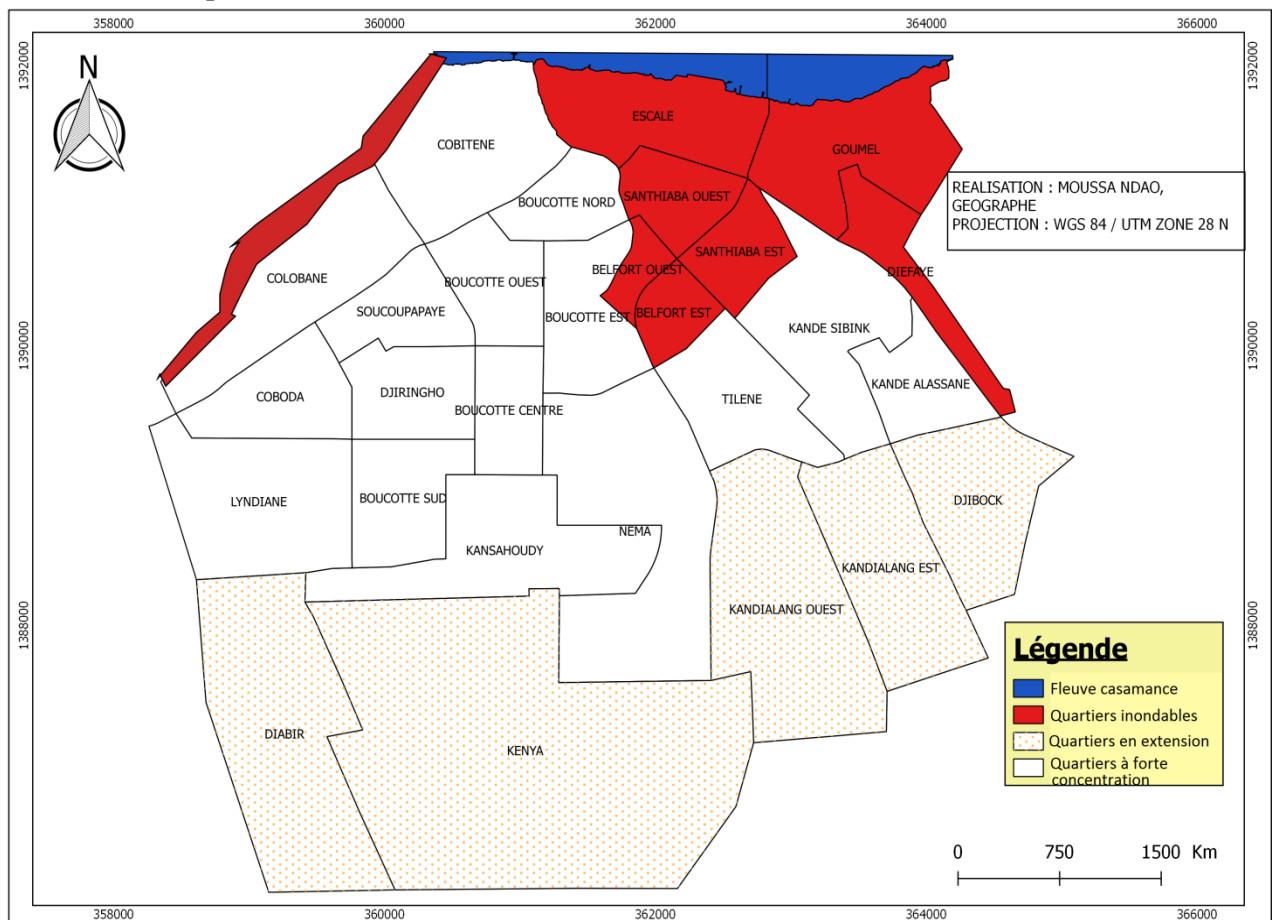 358000 360000 362000 364000 366000
1392000 1392000
N
ESCALE
COBITENE
GOUMEL
REALISATION : MOUSSA NDAO,
GEOGRAPHE
PROJECTION : WGS 84 / UTM ZONE 28 N
SANTHIABA OUEST
BOUCOTTE NORD
SANTHIABA EST
BELFORT OUEST
DIEFAYE
COLOBANE
BOUCOTTE OUEST
SOUCOUPAPAYE
BOUCOTTE EST
BELFORT EST
KANDE SIBINK
1390000 1390000
KANDE ALASSANE
DJIRINGHO
COBODA
TILENE
BOUCOTTE CENTRE
BOUCOTTE SUD
DJIBOCK
LYNDIANE
NEMA
KANSAHOUDY
KANDIALANG EST
KANDIALANG OUEST
1388000 1388000
Légende
Fleuve casamance
Quartiers inondables
Quartiers en extension
Quartiers à forte
concentration
DIABIR
KENYA
0 750 1500 Km
358000 360000 362000 364000 366000